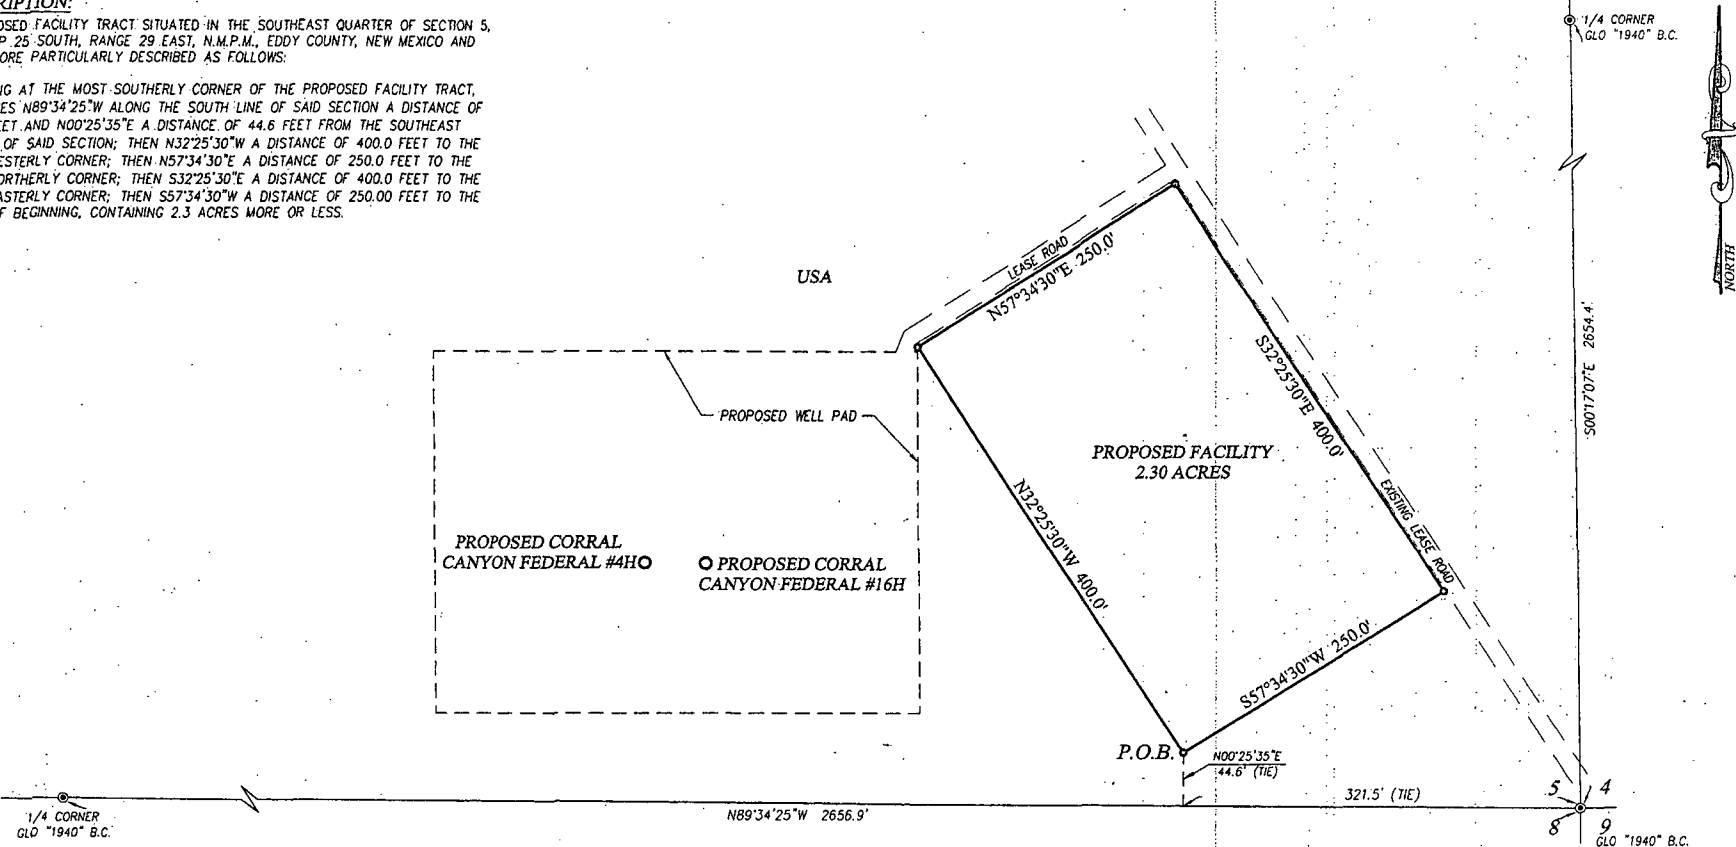 RIPTION:
OSED FACILITY TRACT SITUATED IN THE SOUTHEAST QUARTER OF SECTION 5,
P 25 SOUTH, RANGE 29 EAST, N.M.P.M., EDDY COUNTY, NEW MEXICO AND
ORE PARTICULARLY DESCRIBED AS FOLLOWS:
NG AT THE MOST SOUTHERLY CORNER OF THE PROPOSED FACILITY TRACT,
ES N89°34'25"W ALONG THE SOUTH LINE OF SAID SECTION A DISTANCE OF
EET AND N00°25'35"E A DISTANCE OF 44.6 FEET FROM THE SOUTHEAST
OF SAID SECTION; THEN N32°25'30"W A DISTANCE OF 400.0 FEET TO THE
ESTERLY CORNER; THEN N57°34'30"E A DISTANCE OF 250.0 FEET TO THE
ORTHERLY CORNER; THEN S32°25'30"E A DISTANCE OF 400.0 FEET TO THE
ASTERLY CORNER; THEN S57°34'30"W A DISTANCE OF 250.00 FEET TO THE
F BEGINNING, CONTAINING 2.3 ACRES MORE OR LESS.
1/4 CORNER
GLO "1940" B.C.
NORTH
USA
LEASE ROAD
N57°34'30"E 250.0'
S32°25'30"E 400.0'
S00°17'07"E 2654.4'
PROPOSED WELL PAD
PROPOSED FACILITY
2.30 ACRES
EXISTING LEASE ROAD
N32°25'30"W 400.0'
PROPOSED CORRAL
CANYON FEDERAL #4H
PROPOSED CORRAL
CANYON FEDERAL #16H
S57°34'30"W 250.0'
P.O.B.
N00°25'35"E
44.6' (TIE)
321.5' (TIE)
5 4
8 9
GLO "1940" B.C.
N89°34'25"W 2656.9'
1/4 CORNER
GLO "1940" B.C.